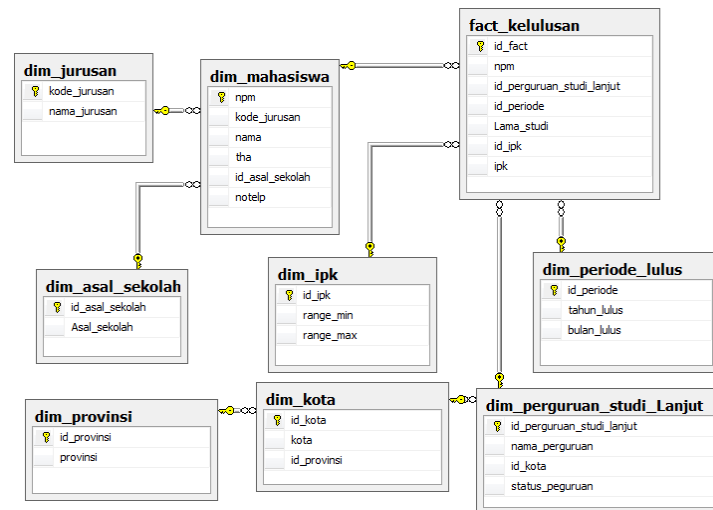 fact_kelulusan
id_fact
npm
id_perguruan_studi_lanjut
id_periode
Lama_studi
id_ipk
ipk
dim_jurusan
kode_jurusan
nama_jurusan
dim_mahasiswa
npm
kode_jurusan
nama
tha
id_asal_sekolah
notelp
dim_asal_sekolah
id_asal_sekolah
Asal_sekolah
dim_ipk
id_ipk
range_min
range_max
dim_periode_lulus
id_periode
tahun_lulus
bulan_lulus
dim_provinsi
id_provinsi
provinsi
dim_kota
id_kota
kota
id_provinsi
dim_perguruan_studi_Lanjut
id_perguruan_studi_lanjut
nama_perguruan
id_kota
status_peguruan